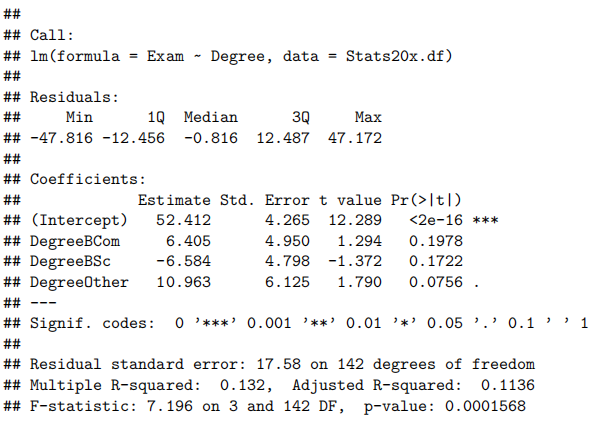 ##
## Call:
## lm(formula = Exam ~ Degree, data = Stats20x.df)
##
## Residuals:
##     Min      1Q  Median      3Q     Max
## -47.816 -12.456  -0.816  12.487  47.172
##
## Coefficients:
##             Estimate Std. Error t value Pr(>|t|)
## (Intercept)   52.412      4.265  12.289   <2e-16 ***
## DegreeBCom     6.405      4.950   1.294   0.1978
## DegreeBSc     -6.584      4.798  -1.372   0.1722
## DegreeOther   10.963      6.125   1.790   0.0756 .
## ---
## Signif. codes:  0 '***' 0.001 '**' 0.01 '*' 0.05 '.' 0.1 ' ' 1
##
## Residual standard error: 17.58 on 142 degrees of freedom
## Multiple R-squared:  0.132, Adjusted R-squared:  0.1136
## F-statistic: 7.196 on 3 and 142 DF,  p-value: 0.0001568